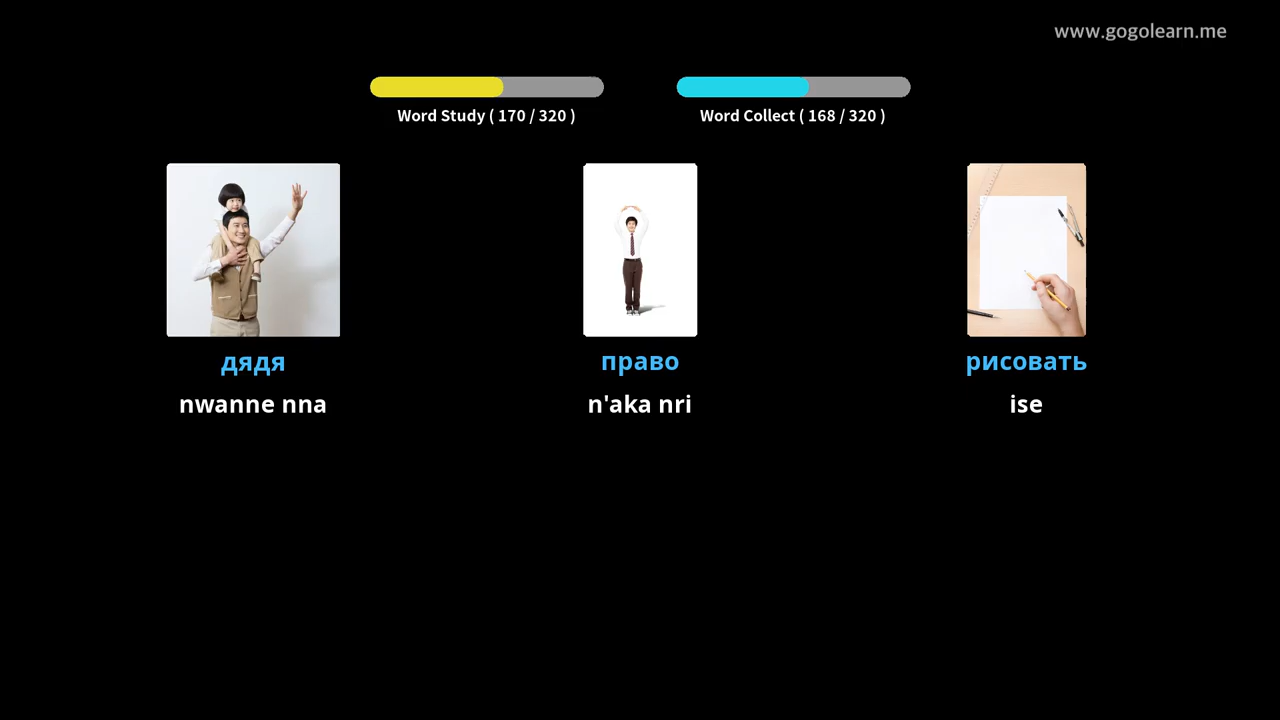 www.gogolearn.me
Word Study ( 170 / 320 )
Word Collect ( 168 / 320 )
дядя
nwanne nna
право
n'aka nri
рисовать
ise